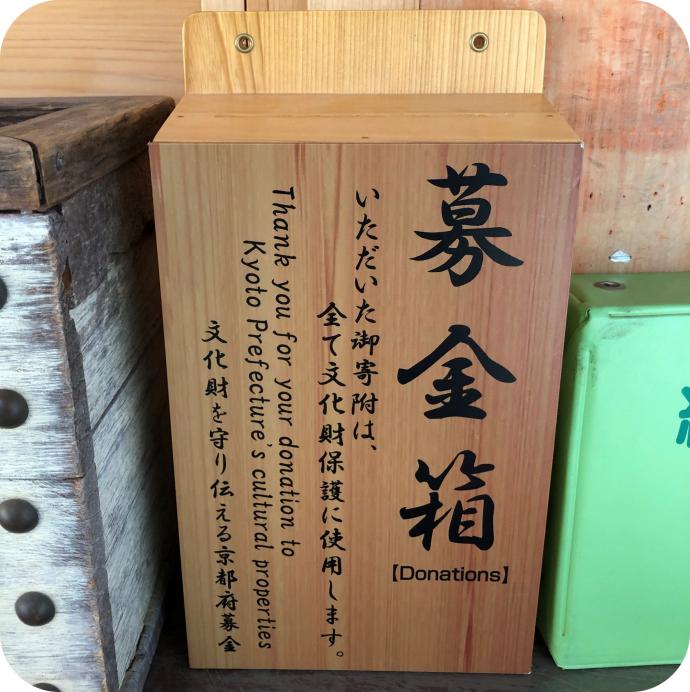 募金箱
【Donations】
いただいた御寄附は、
全て文化財保護に使用します。
Thank you for your donation to
Kyoto Prefecture's cultural properties
文化財を守り伝える京都府募金